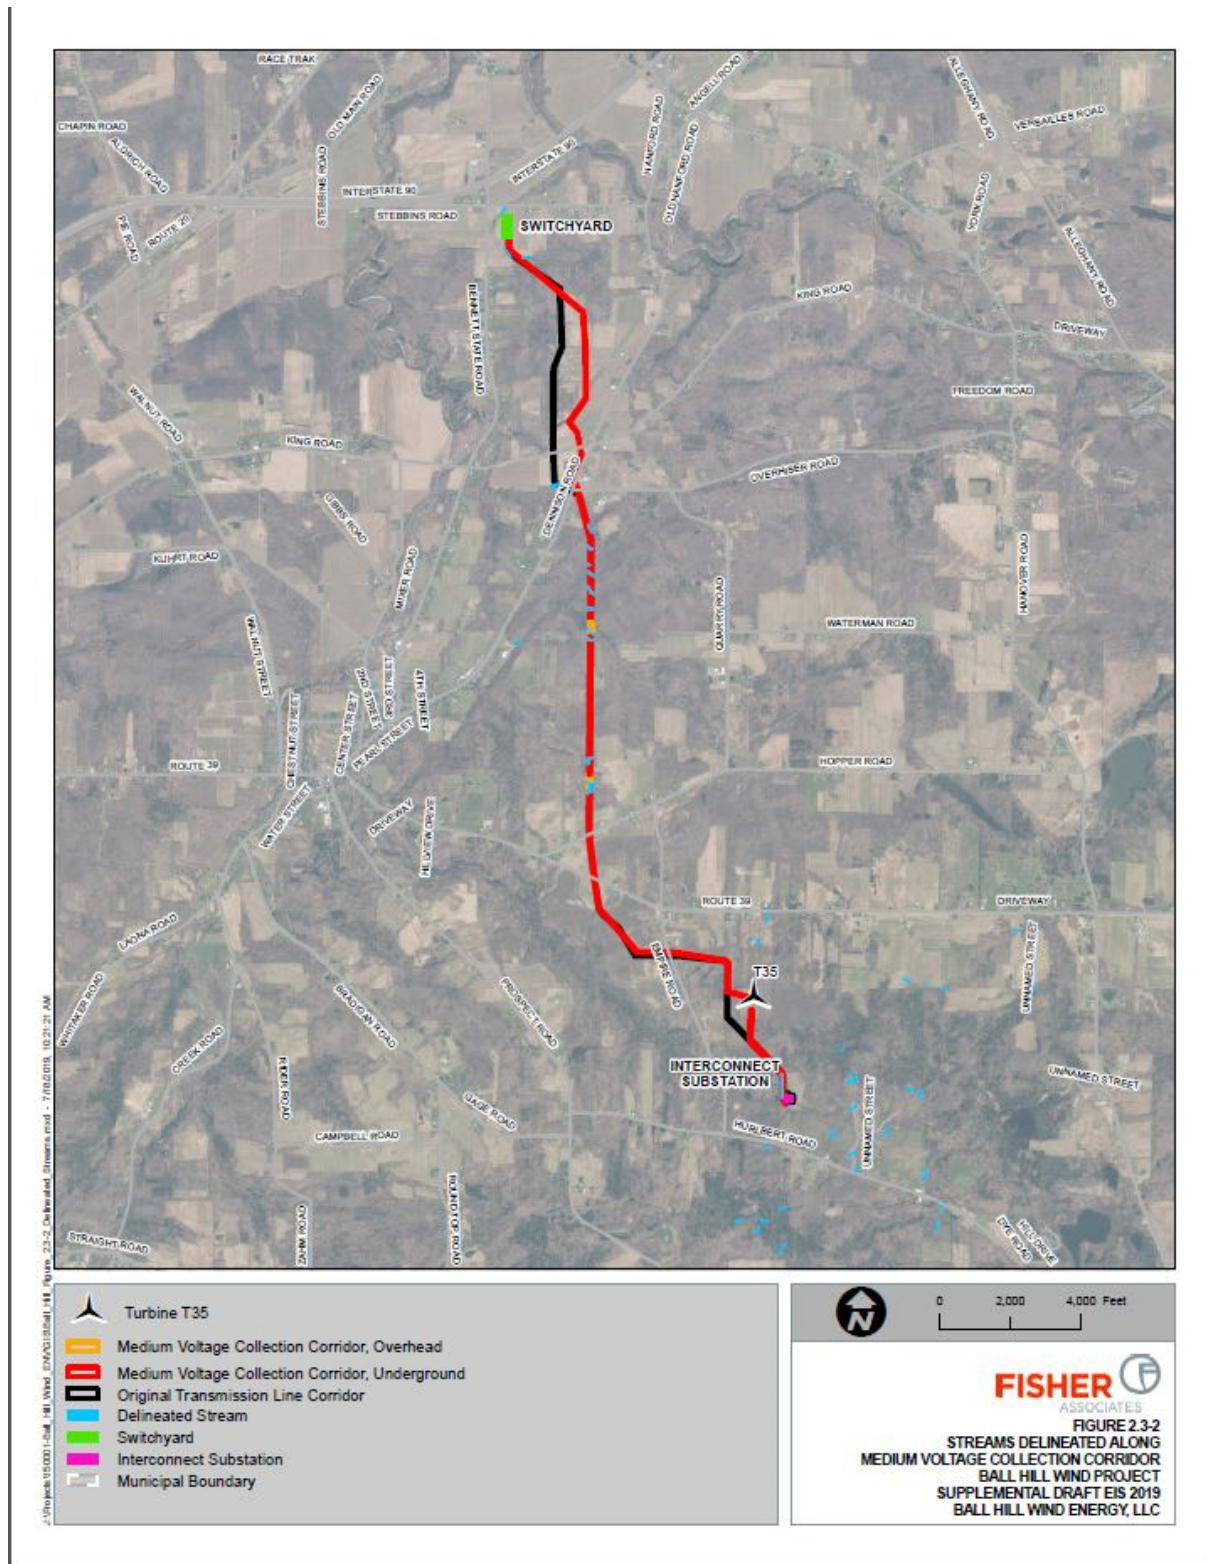 RACE TRAK
ANGELL ROAD
ALLEGHANY ROAD
OLD MAIN ROAD
HANFORD ROAD
VERSAILLES ROAD
CHAPIN ROAD
ALDRICH ROAD
INTERSTATE 90
OLD HANFORD ROAD
STEBBINS ROAD
INTERSTATE 90
YORK ROAD
STEBBINS ROAD
PIE ROAD
ROUTE 20
SWITCHYARD
ALLEGHANY ROAD
KING ROAD
BENNETT STATE ROAD
DRIVEWAY
FREEDOM ROAD
WALNUT ROAD
KING ROAD
OVERHISER ROAD
DENNISON ROAD
GIBBS ROAD
KUHRT ROAD
MIXER ROAD
HANOVER ROAD
QUARRY ROAD
WATERMAN ROAD
WALNUT STREET
2ND STREET
3RD STREET
4TH STREET
CHESTNUT STREET
CENTER STREET
PEARL STREET
ROUTE 39
HOPPER ROAD
WATER STREET
DRIVEWAY
HILLVIEW DRIVE
ROUTE 39
DRIVEWAY
LAONA ROAD
EMPIRE ROAD
UNNAMED STREET
T35
WHITAKER ROAD
PROSPECT ROAD
BRADIGAN ROAD
CREEK ROAD
INTERCONNECT
SUBSTATION
UNNAMED STREET
RIDER ROAD
GAGE ROAD
UNNAMED STREET
CAMPBELL ROAD
HURLBERT ROAD
ROUND TOP ROAD
STRAIGHT ROAD
ZAHM ROAD
DYE ROAD
HILL DRIVE
Turbine T35
Medium Voltage Collection Corridor, Overhead
Medium Voltage Collection Corridor, Underground
Original Transmission Line Corridor
Delineated Stream
Switchyard
Interconnect Substation
Municipal Boundary
N
0 2,000 4,000 Feet
FISHER
ASSOCIATES
FIGURE 2.3-2
STREAMS DELINEATED ALONG
MEDIUM VOLTAGE COLLECTION CORRIDOR
BALL HILL WIND PROJECT
SUPPLEMENTAL DRAFT EIS 2019
BALL HILL WIND ENERGY, LLC